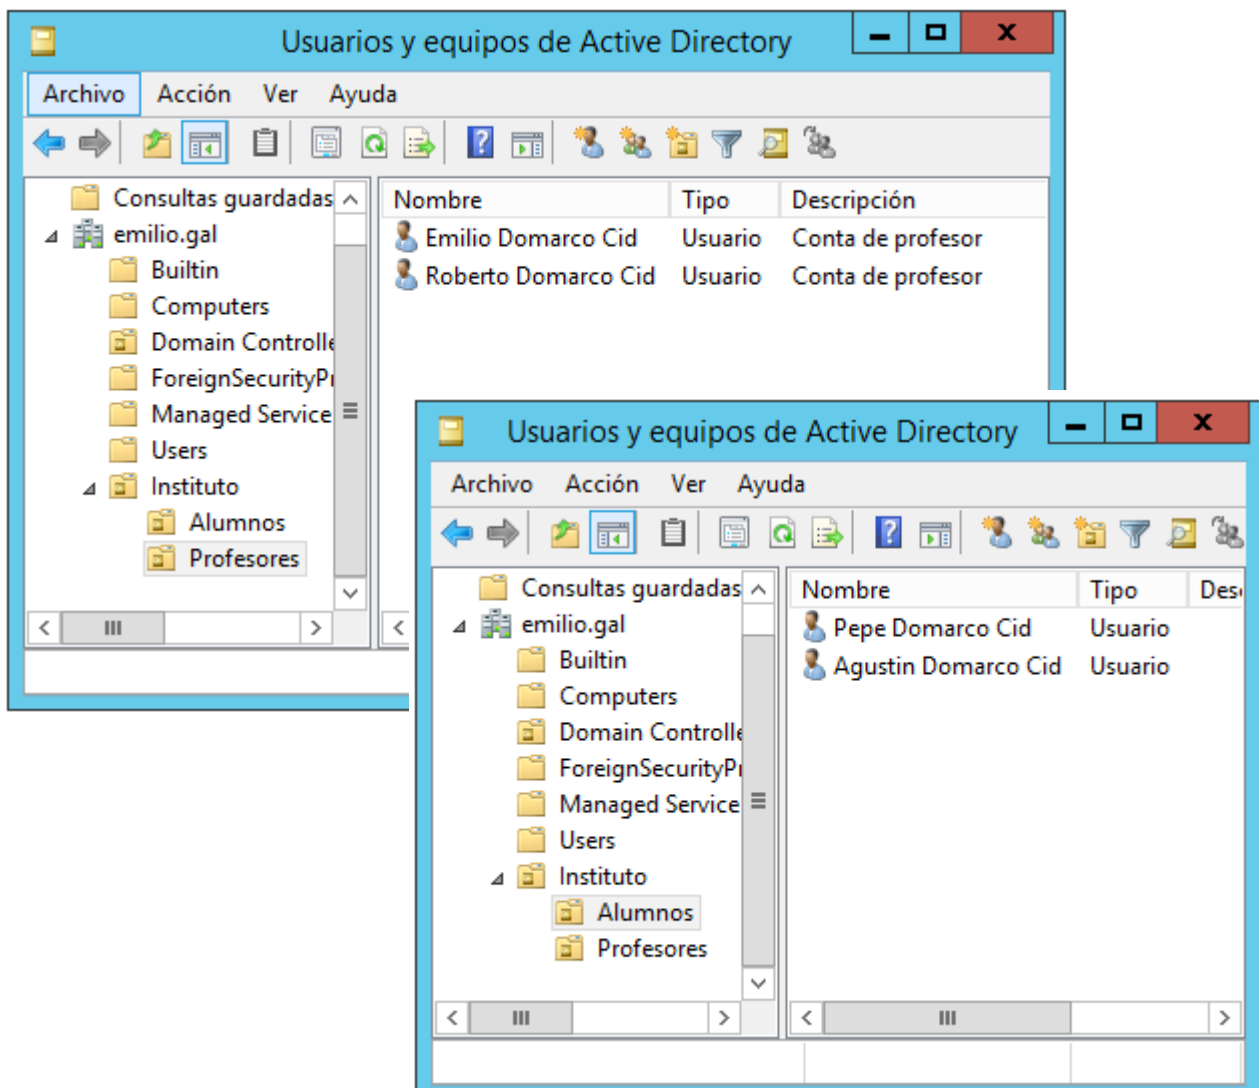 Usuarios y equipos de Active Directory
Archivo Acción Ver Ayuda
Consultas guardadas
emilio.gal
Builtin
Computers
Domain Controlle
ForeignSecurityPr
Managed Service
Users
Instituto
Alumnos
Profesores
Nombre Tipo Descripción
Emilio Domarco Cid Usuario Conta de profesor
Roberto Domarco Cid Usuario Conta de profesor
Usuarios y equipos de Active Directory
Archivo Acción Ver Ayuda
Consultas guardadas
emilio.gal
Builtin
Computers
Domain Controlle
ForeignSecurityPr
Managed Service
Users
Instituto
Alumnos
Profesores
Nombre Tipo Des
Pepe Domarco Cid Usuario
Agustin Domarco Cid Usuario